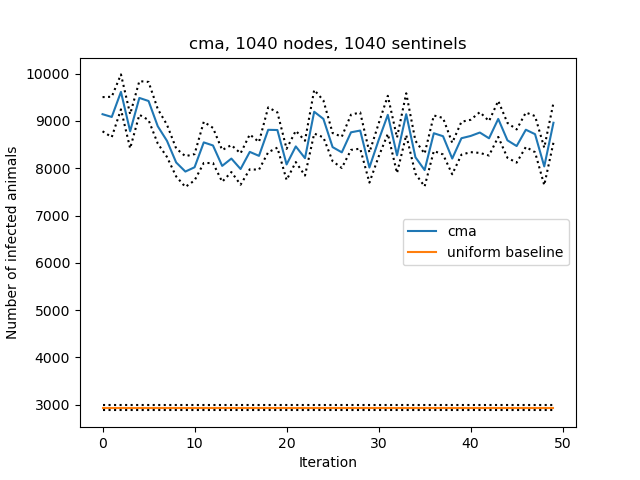 cma, 1040 nodes, 1040 sentinels
10000
9000
8000
7000
6000
5000
4000
3000
Number of infected animals
cma
uniform baseline
0 10 20 30 40 50
Iteration